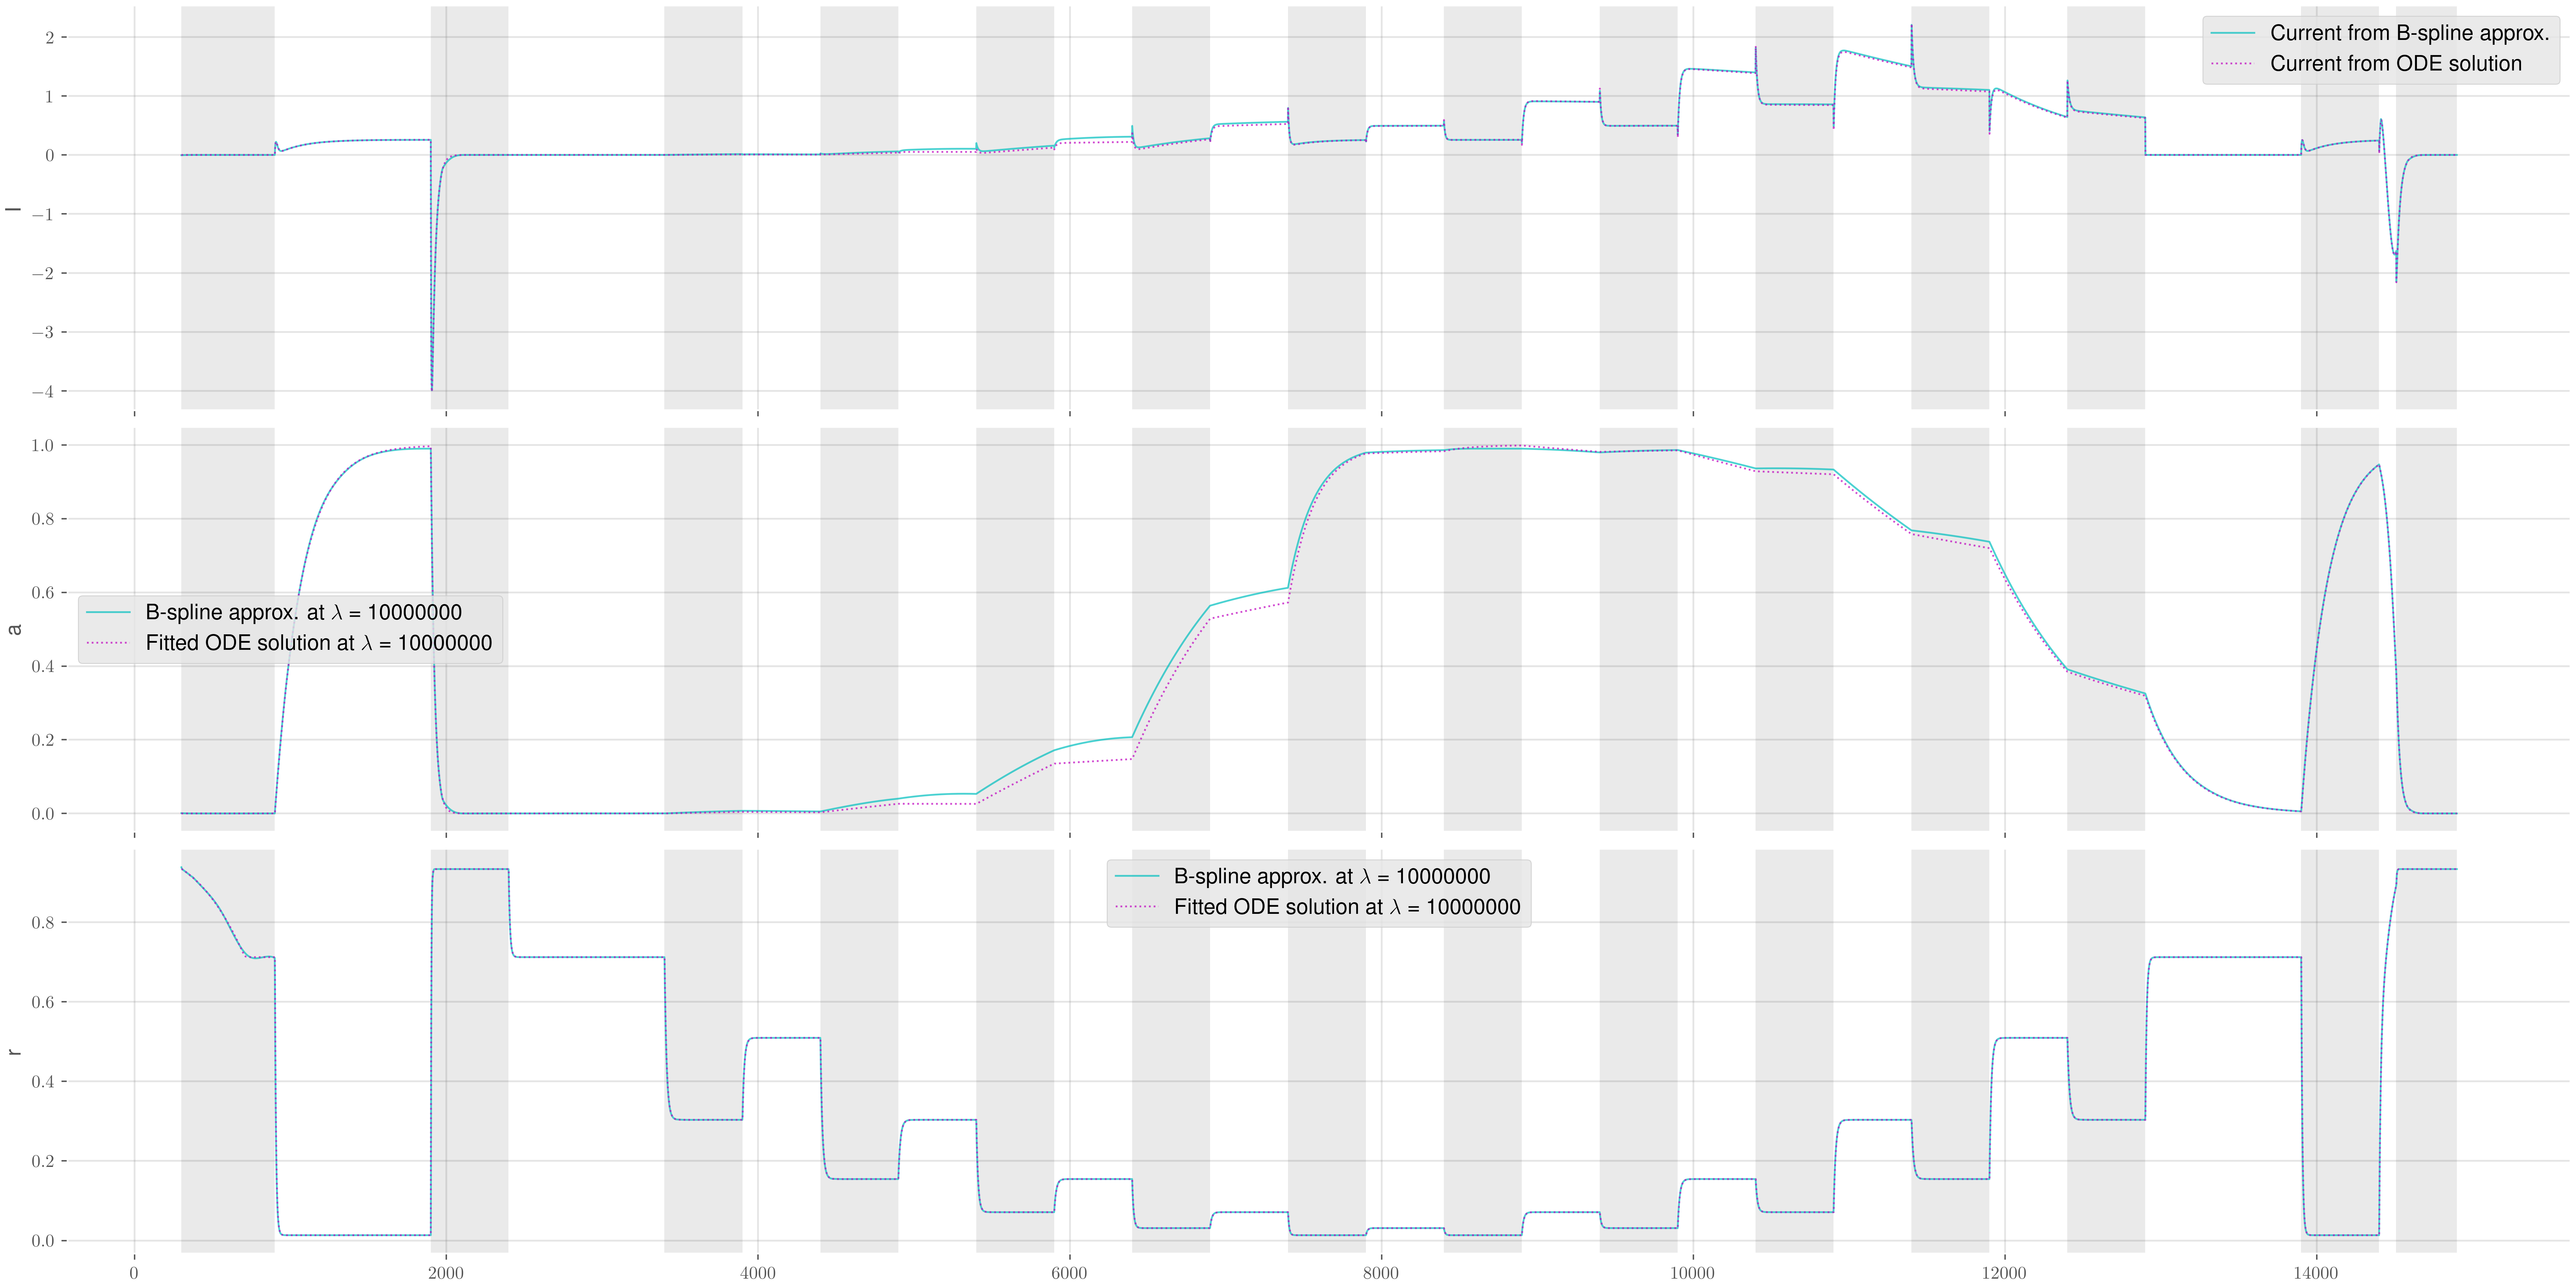 2
1
0
−1
−2
−3
−4
I
Current from B-spline approx.
Current from ODE solution
1.0
0.8
0.6
0.4
0.2
0.0
a
B-spline approx. at λ = 10000000
Fitted ODE solution at λ = 10000000
0.8
0.6
0.4
0.2
0.0
r
B-spline approx. at λ = 10000000
Fitted ODE solution at λ = 10000000
0 2000 4000 6000 8000 10000 12000 14000